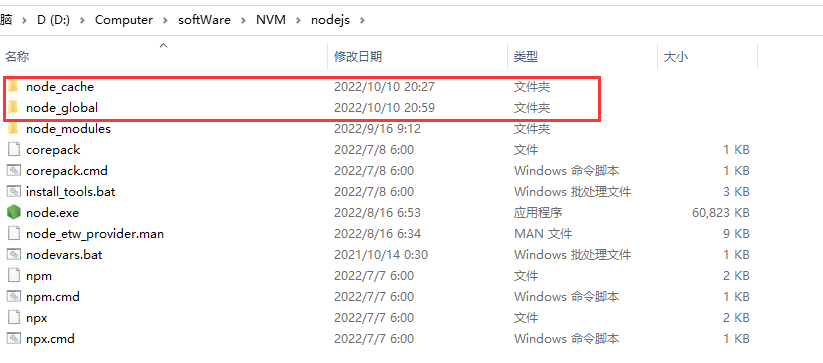 脑 > D (D:) > Computer > softWare > NVM > nodejs >
名称 修改日期 类型 大小
node_cache 2022/10/10 20:27 文件夹
node_global 2022/10/10 20:59 文件夹
node_modules 2022/9/16 9:12 文件夹
corepack 2022/7/8 6:00 文件 1 KB
corepack.cmd 2022/7/8 6:00 Windows 命令脚本 1 KB
install_tools.bat 2022/7/8 6:00 Windows 批处理文件 3 KB
node.exe 2022/8/16 6:53 应用程序 60,823 KB
node_etw_provider.man 2022/8/16 6:34 MAN 文件 9 KB
nodevars.bat 2021/10/14 0:30 Windows 批处理文件 1 KB
npm 2022/7/7 6:00 文件 2 KB
npm.cmd 2022/7/7 6:00 Windows 命令脚本 1 KB
npx 2022/7/7 6:00 文件 2 KB
npx.cmd 2022/7/7 6:00 Windows 命令脚本 1 KB